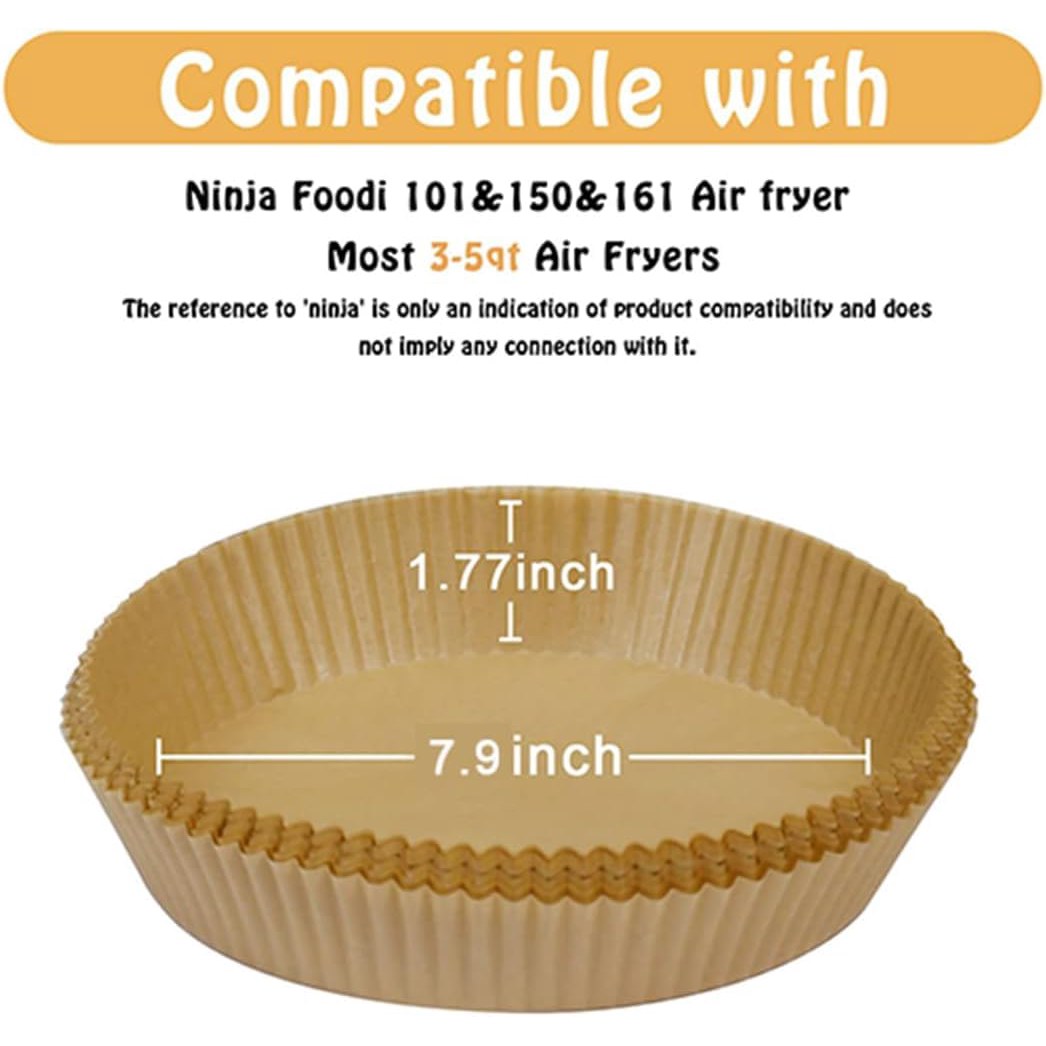 Compatible with
Ninja Foodi 101&150&161 Air fryer
Most 3-5qt Air Fryers
The reference to 'ninja' is only an indication of product compatibility and does
not imply any connection with it.
1.77inch
7.9inch